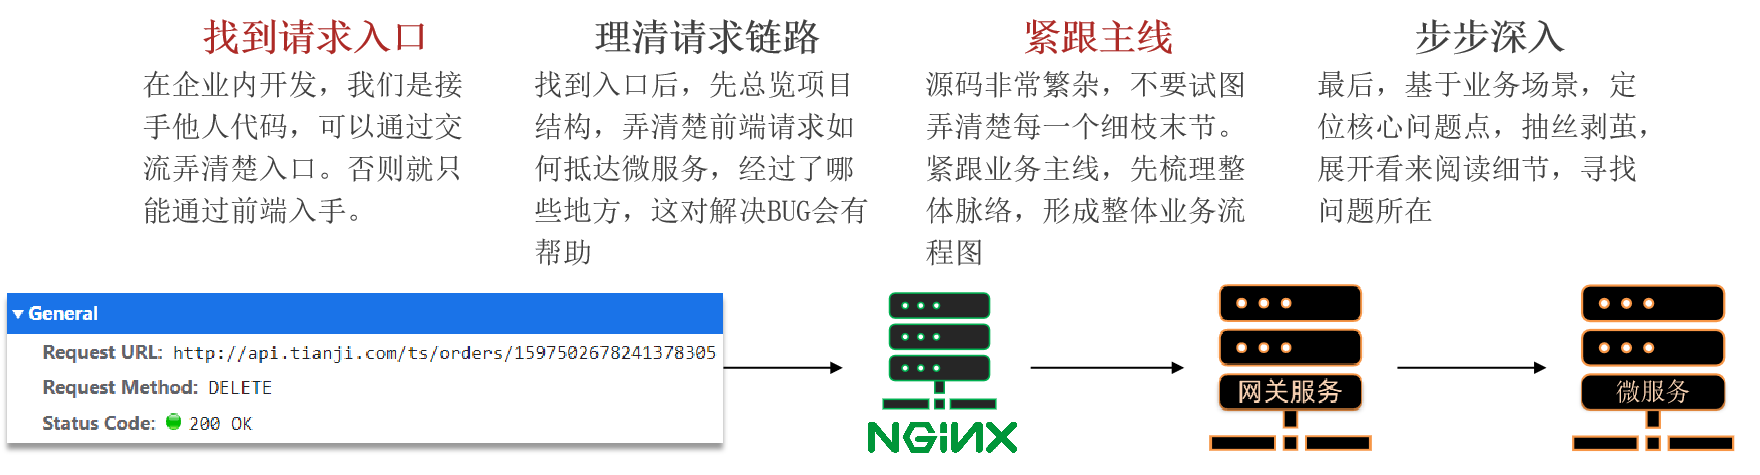 找到请求入口
在企业内开发，我们是接
手他人代码，可以通过交
流弄清楚入口。否则就只
能通过前端入手。
理清请求链路
找到入口后，先总览项目
结构，弄清楚前端请求如
何抵达微服务，经过了哪
些地方，这对解决BUG会有
帮助
紧跟主线
源码非常繁杂，不要试图
弄清楚每一个细枝末节。
紧跟业务主线，先梳理整
体脉络，形成整体业务流
程图
步步深入
最后，基于业务场景，定
位核心问题点，抽丝剥茧，
展开看来阅读细节，寻找
问题所在
General
Request URL: http://api.tianji.com/ts/orders/1597502678241378305
Request Method: DELETE
Status Code: 200 OK
NGINX
网关服务
微服务